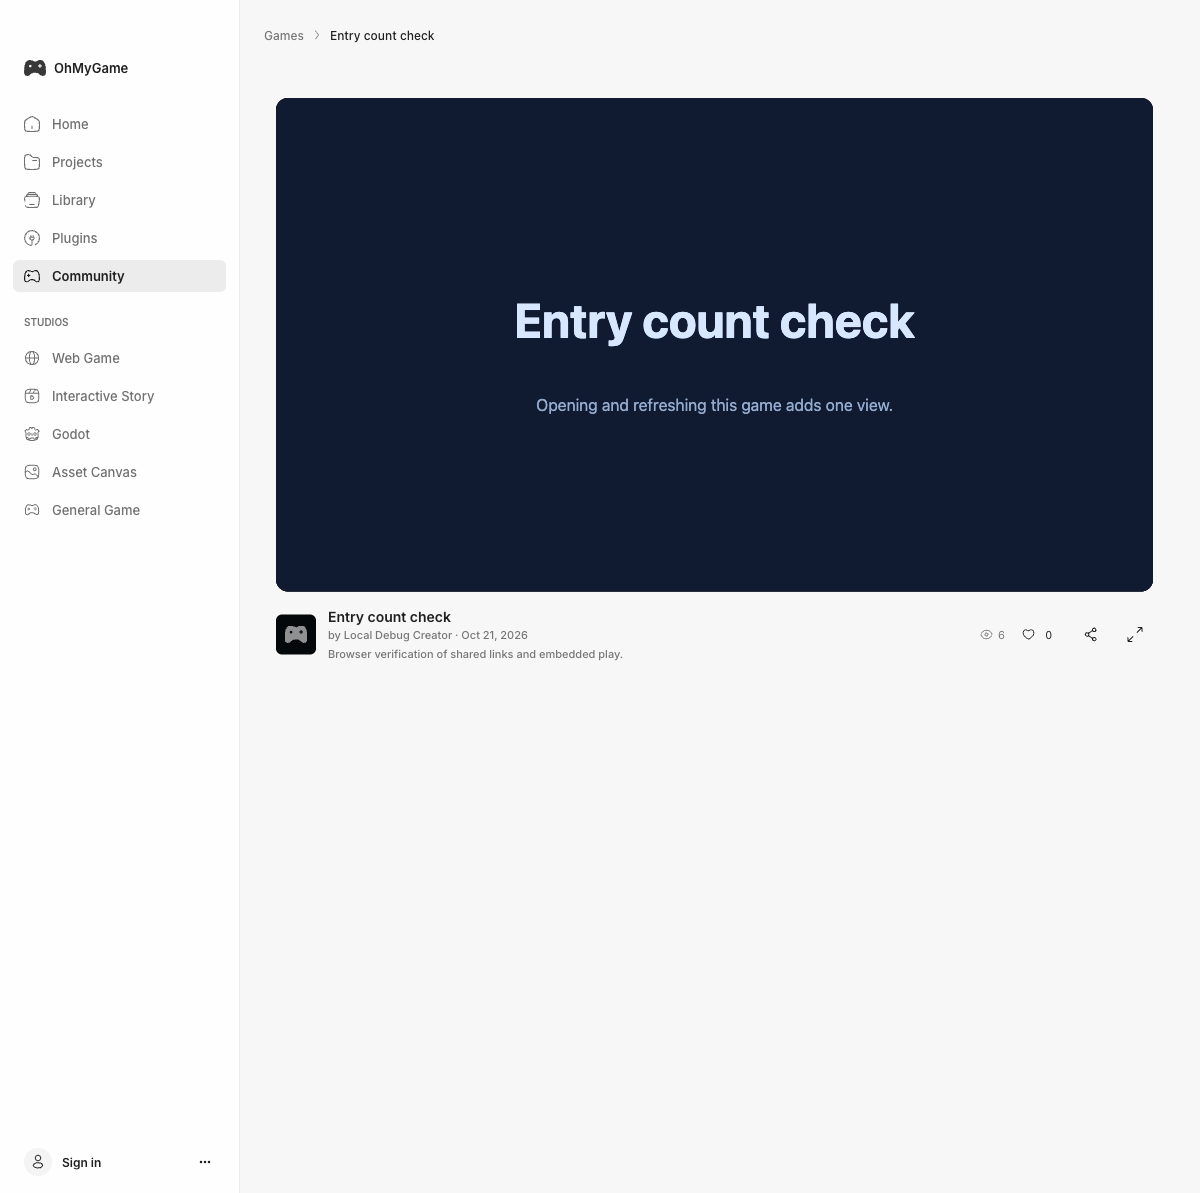 OhMyGame
Home
Projects
Library
Plugins
Community
STUDIOS
Web Game
Interactive Story
Godot
Asset Canvas
General Game
Sign in
Games
Entry count check
Entry count check
Opening and refreshing this game adds one view.
Entry count check
by Local Debug Creator · Oct 21, 2026
Browser verification of shared links and embedded play.
6
0